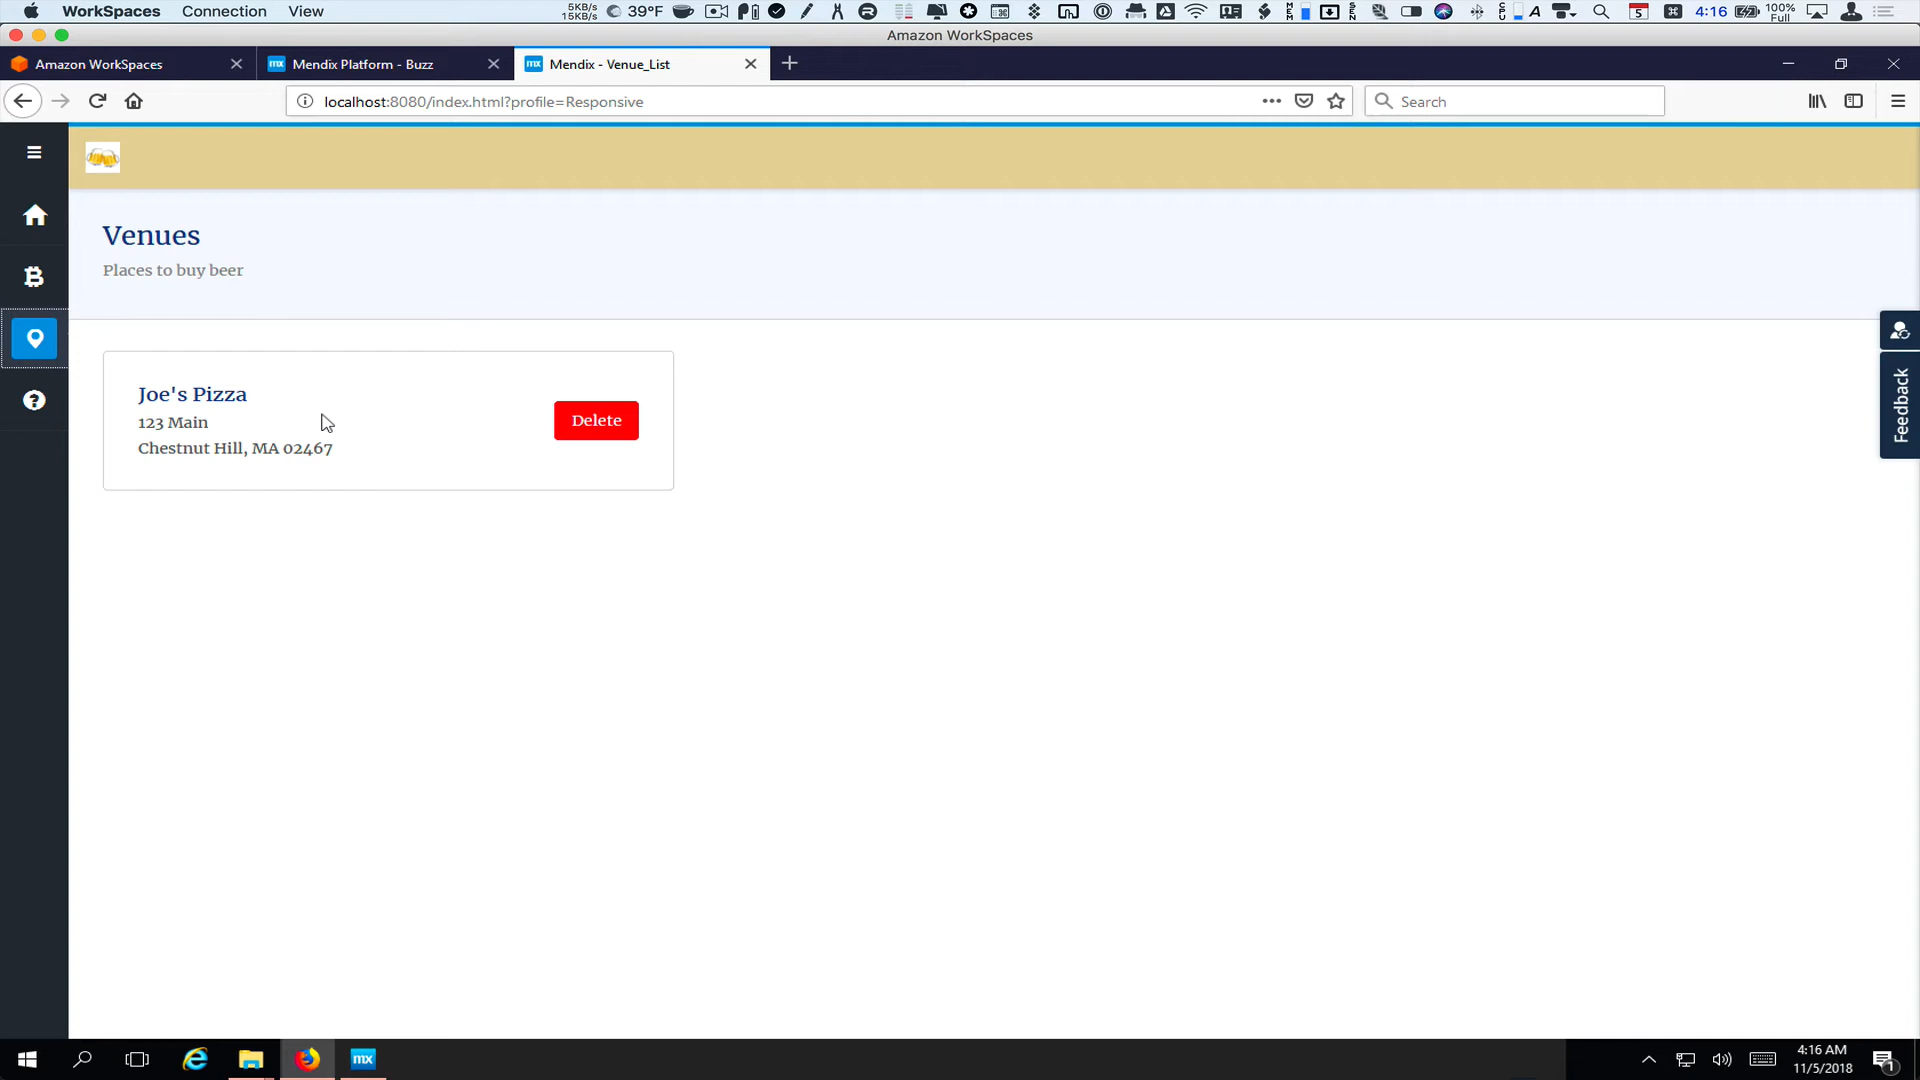 WorkSpaces Connection View 5KB/s 39°F 4:16 100%
15KB/s Full
Amazon WorkSpaces
Amazon WorkSpaces Mendix Platform - Buzz Mendix - Venue_List
localhost:8080/index.html?profile=Responsive Search
Venues
Places to buy beer
Joe's Pizza
123 Main
Chestnut Hill, MA 02467
Delete
Feedback
mx
4:16 AM
11/5/2018
1